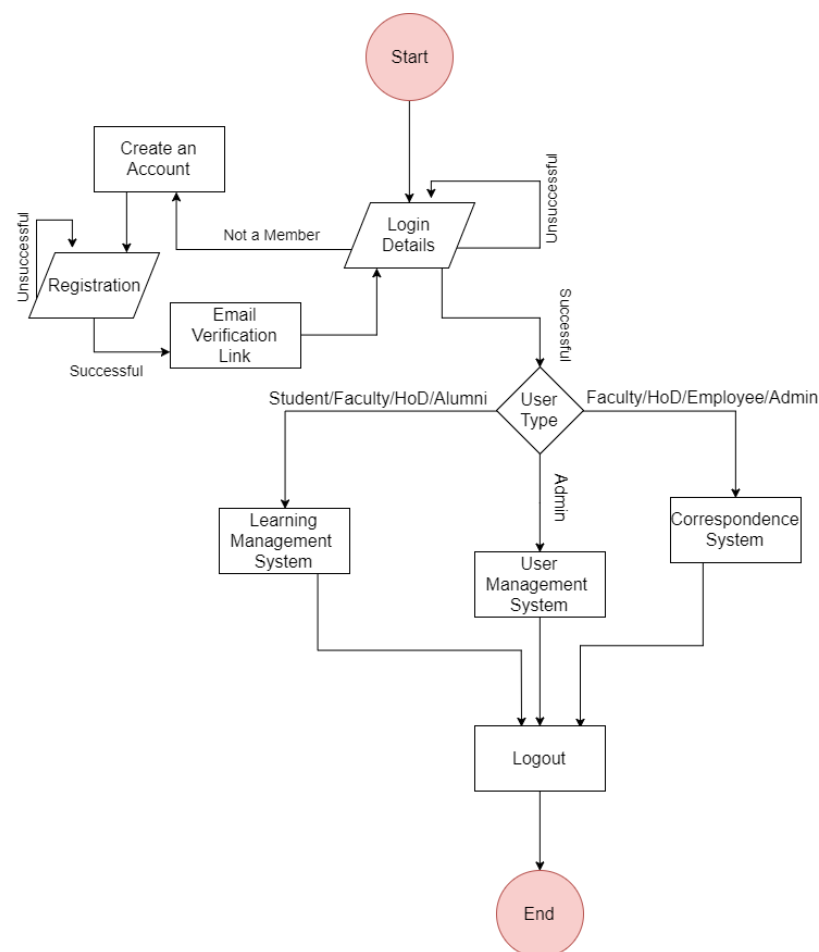 Start
Create an
Account
Unsuccessful
Login
Details
Not a Member
Unsuccessful
Registration
Email
Verification
Link
Successful
Successful
User
Type
Student/Faculty/HoD/Alumni
Faculty/HoD/Employee/Admin
Admin
Learning
Management
System
Correspondence
System
User
Management
System
Logout
End